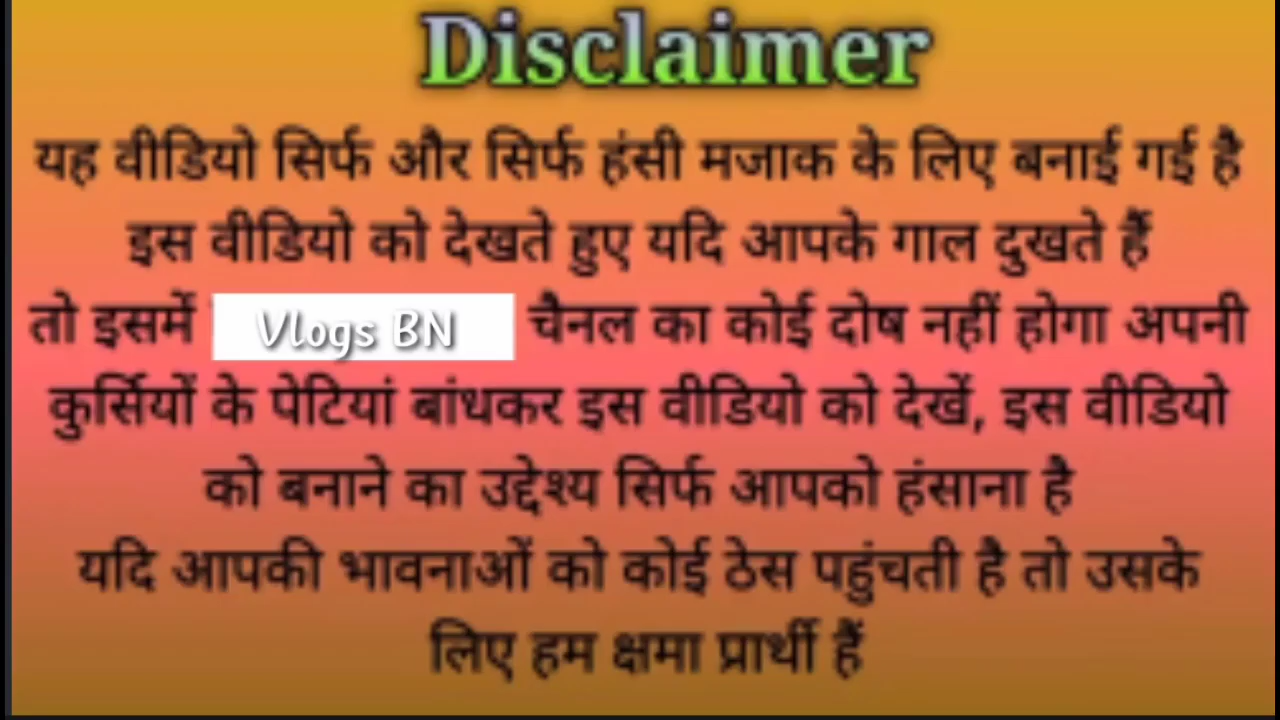 Disclaimer
यह वीडियो सिर्फ और सिर्फ हंसी मजाक के लिए बनाई गई है
इस वीडियो को देखते हुए यदि आपके गाल दुखते हैं
तो इसमें Vlogs BN चैनल का कोई दोष नहीं होगा अपनी
कुर्सियों के पेटियां बांधकर इस वीडियो को देखें, इस वीडियो
को बनाने का उद्देश्य सिर्फ आपको हंसाना है
यदि आपकी भावनाओं को कोई ठेस पहुंचती है तो उसके
लिए हम क्षमा प्रार्थी हैं